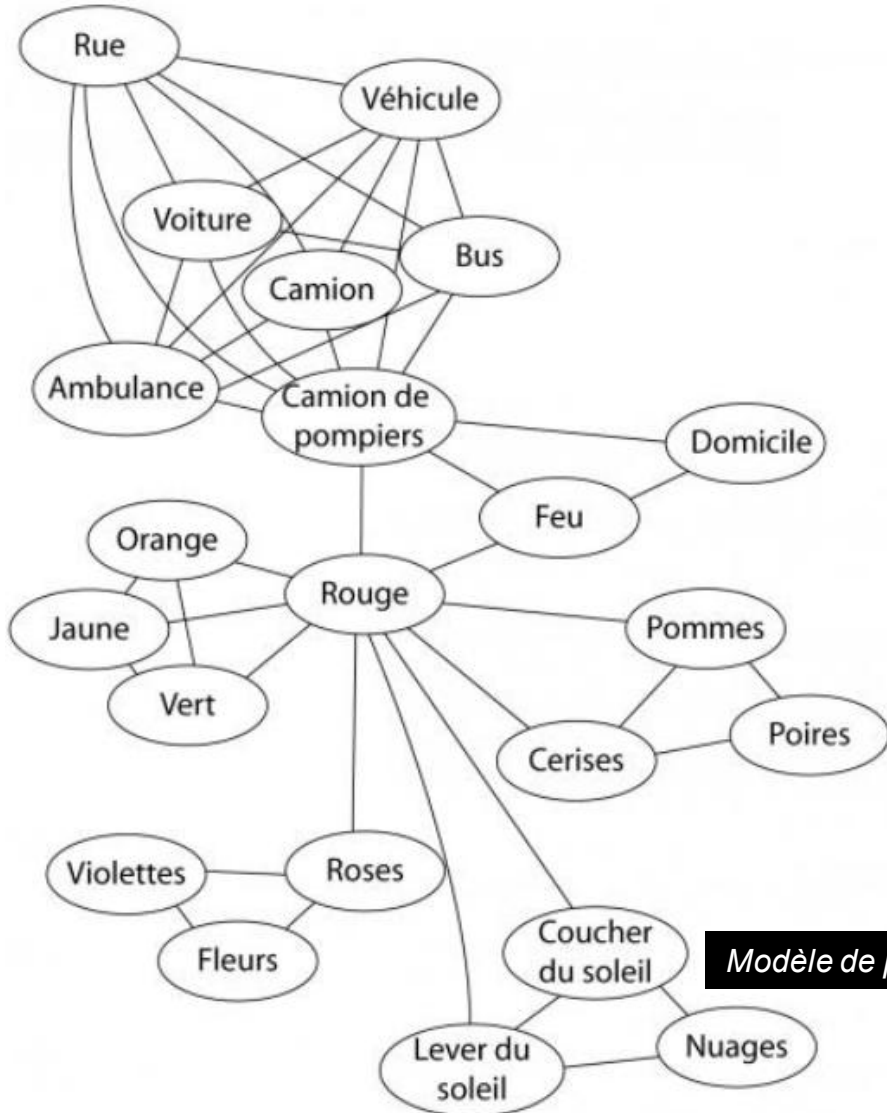 Rue
Véhicule
Voiture
Bus
Camion
Ambulance
Camion de
pompiers
Domicile
Feu
Orange
Rouge
Jaune
Pommes
Vert
Poires
Cerises
Violettes
Roses
Fleurs
Coucher
du soleil
Modèle de
Lever du
soleil
Nuages